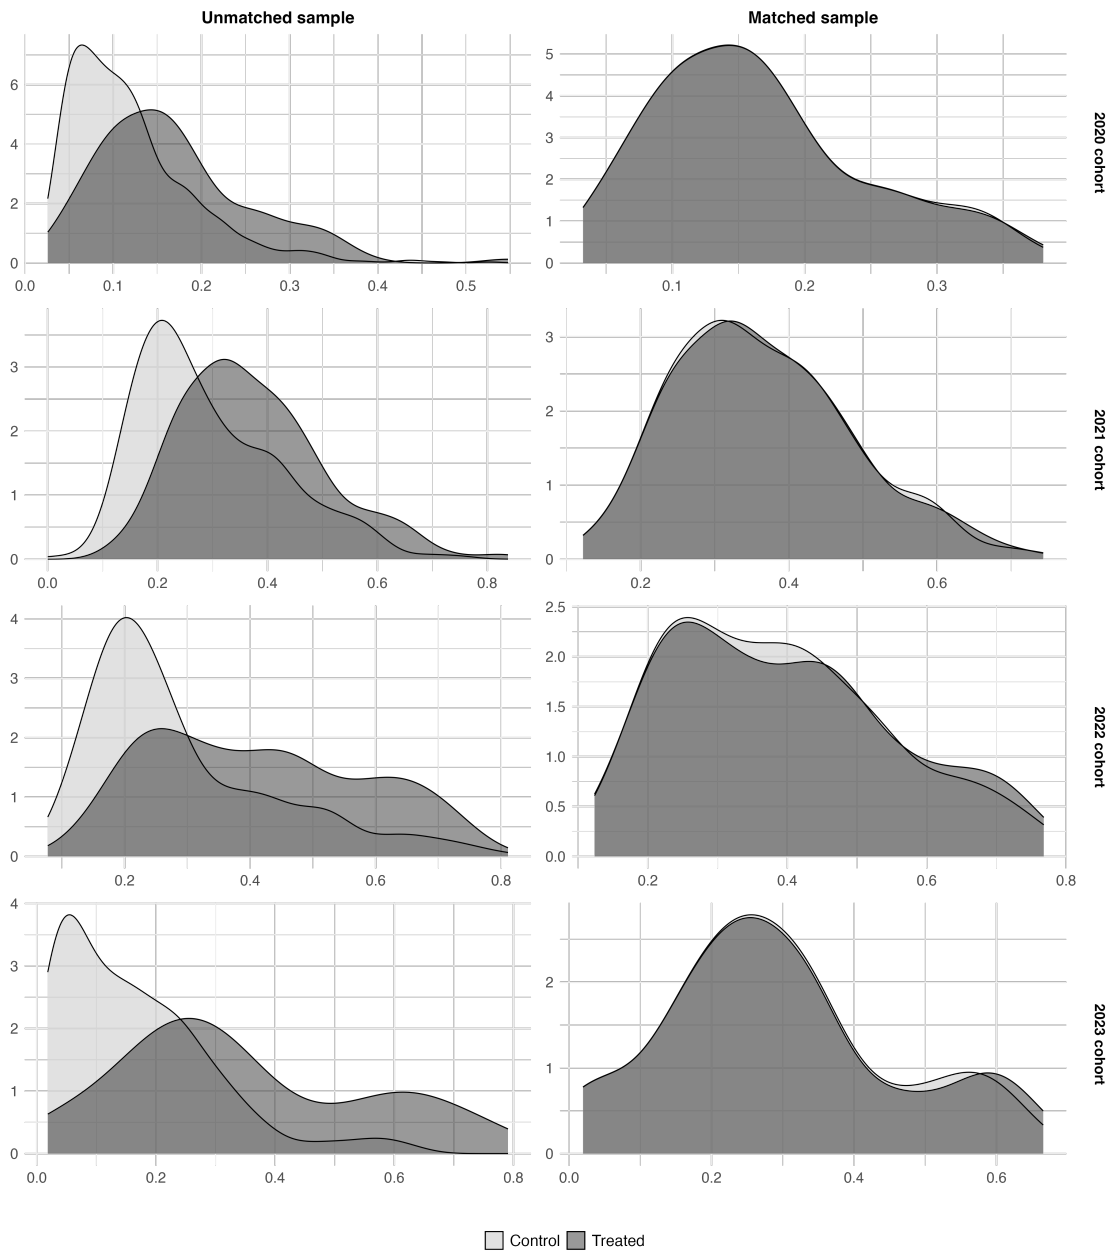 Unmatched sample
Matched sample
6
4
2
0
0.0 0.1 0.2 0.3 0.4 0.5
5
4
3
2
1
0
0.1 0.2 0.3
2020 cohort
3
2
1
0
0.0 0.2 0.4 0.6 0.8
3
2
1
0
0.2 0.4 0.6
2021 cohort
4
3
2
1
0
0.2 0.4 0.6 0.8
2.5
2.0
1.5
1.0
0.5
0.0
0.2 0.4 0.6 0.8
2022 cohort
4
3
2
1
0
0.0 0.2 0.4 0.6 0.8
2
1
0
0.0 0.2 0.4 0.6
2023 cohort
Control Treated